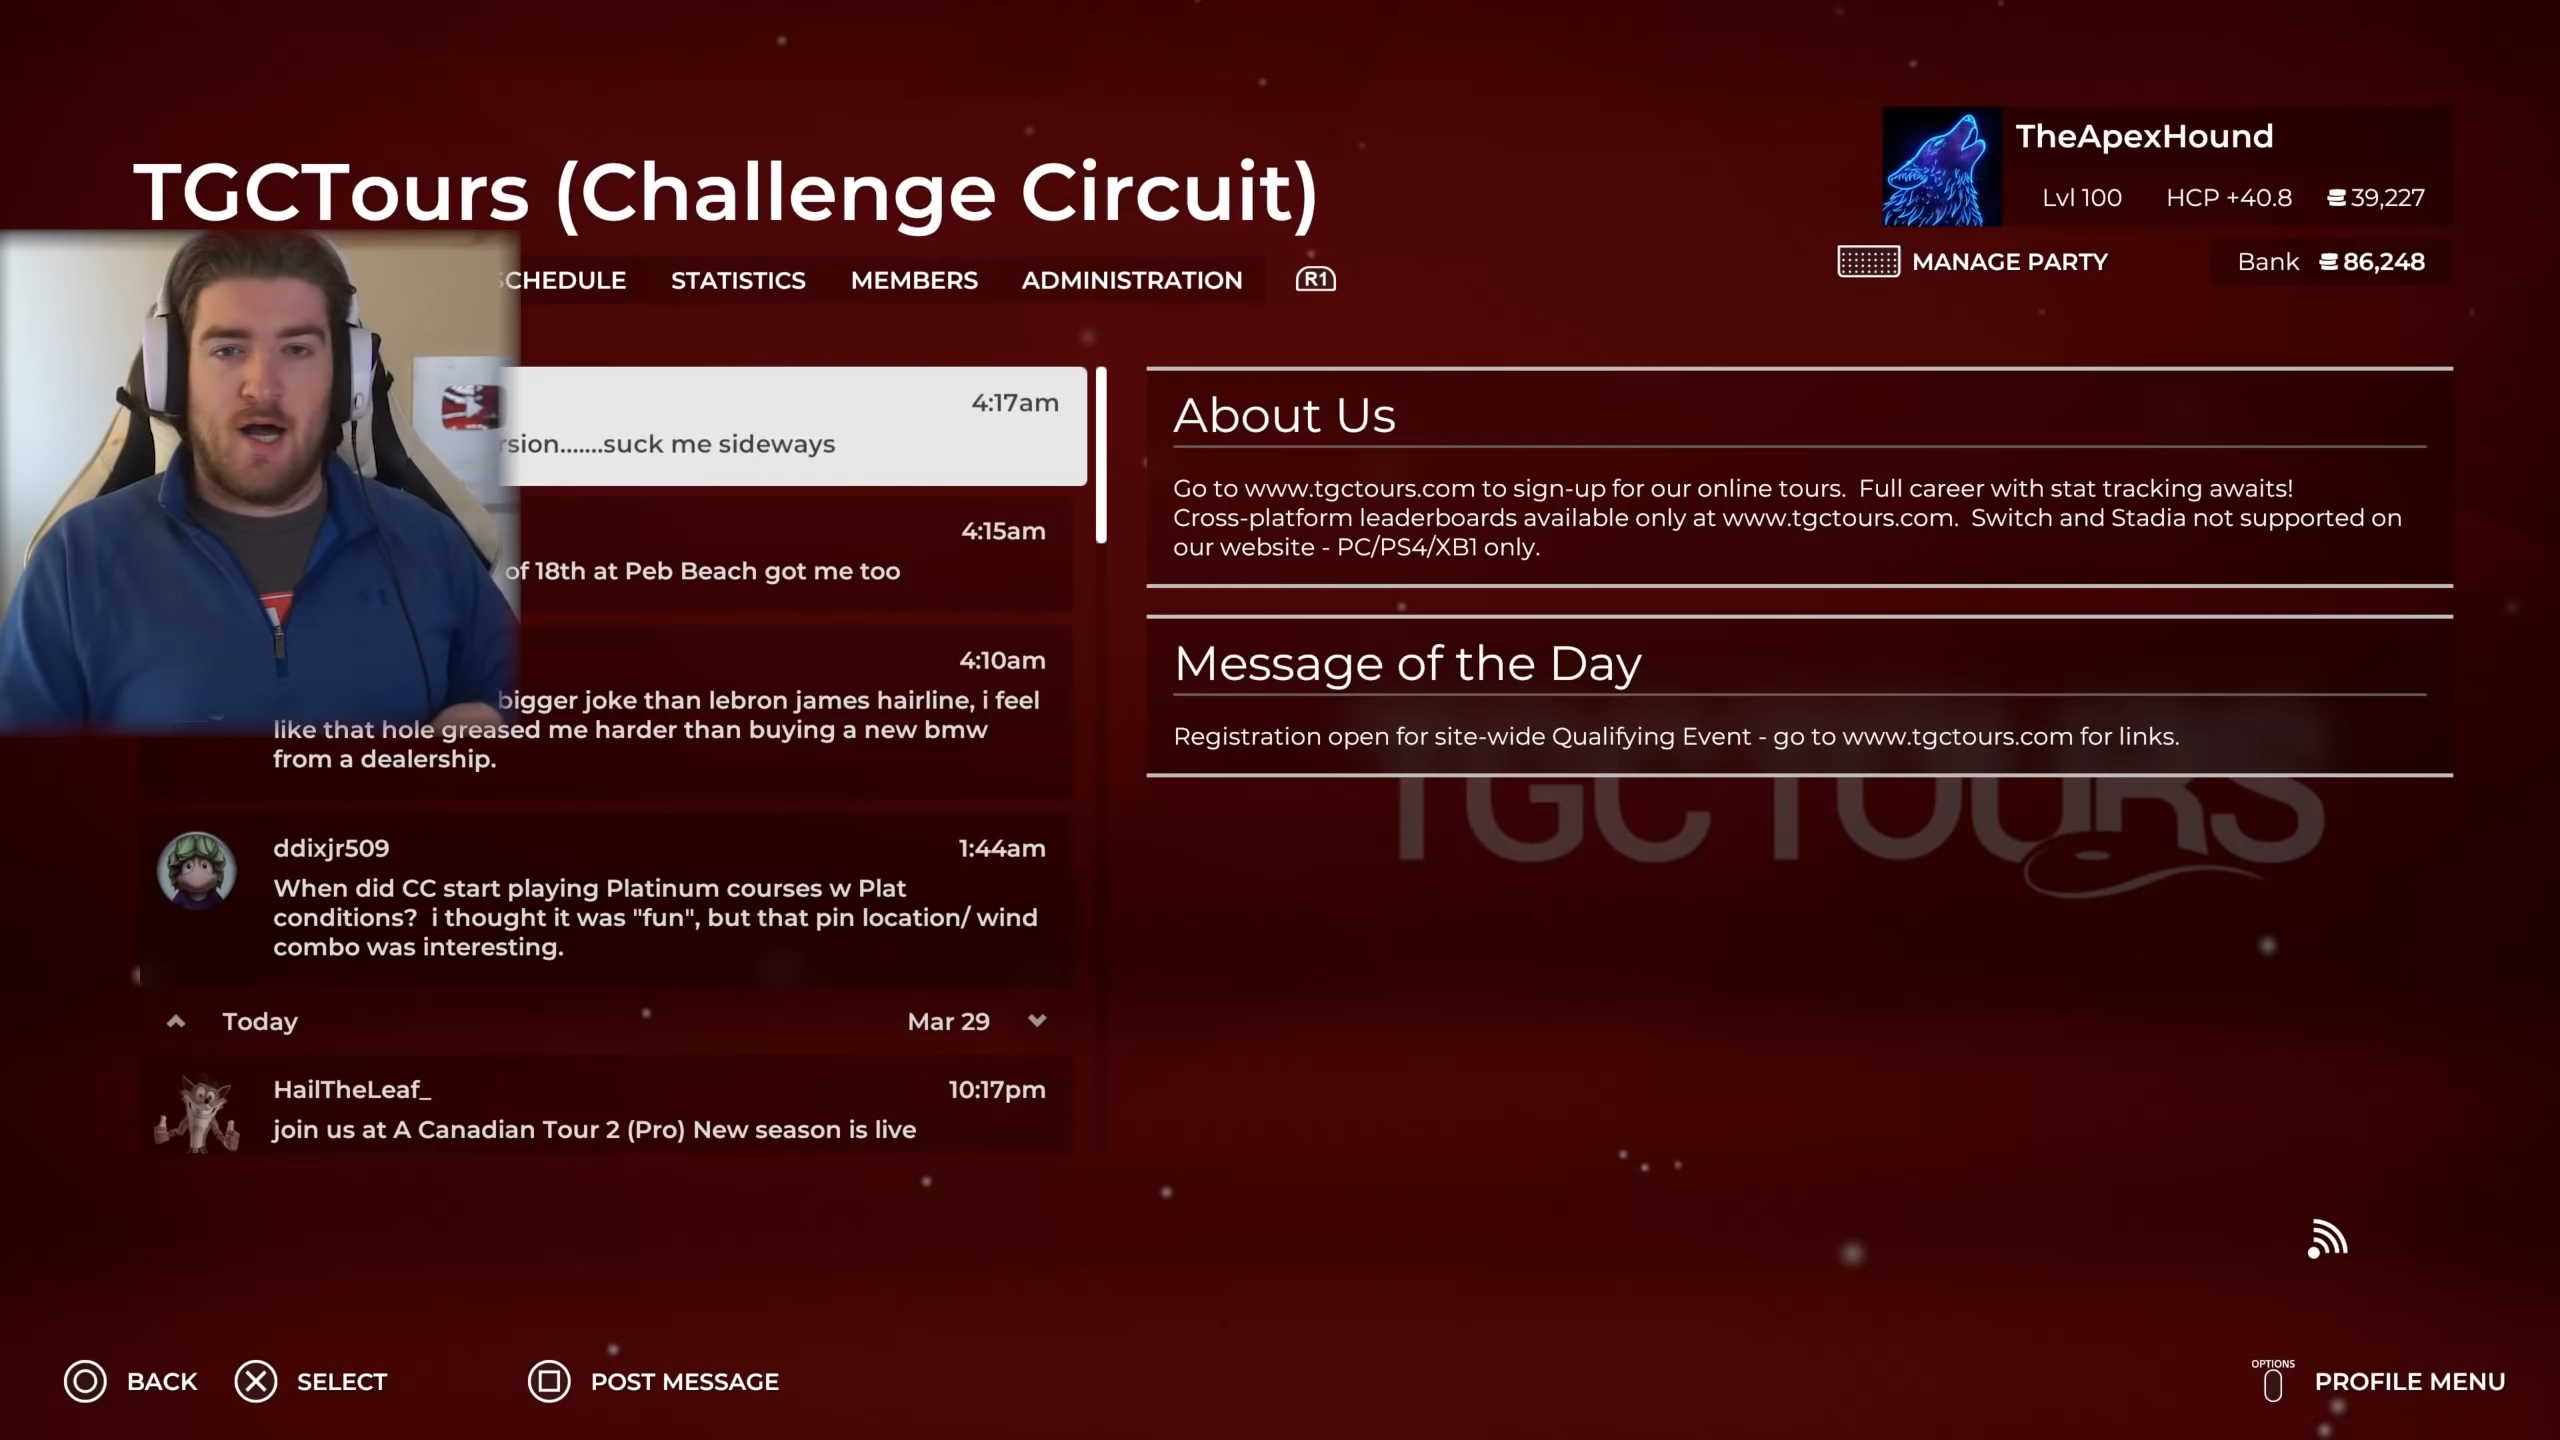 TGCTours (Challenge Circuit)
TheApexHound
Lvl 100 HCP +40.8 39,227
MANAGE PARTY Bank 86,248
CHEDULE STATISTICS MEMBERS ADMINISTRATION R1
4:17am
rsion.......suck me sideways
4:15am
of 18th at Peb Beach got me too
4:10am
bigger joke than lebron james hairline, i feel
like that hole greased me harder than buying a new bmw
from a dealership.
ddixjr509 1:44am
When did CC start playing Platinum courses w Plat
conditions? i thought it was "fun", but that pin location/ wind
combo was interesting.
Today Mar 29
HailTheLeaf_ 10:17pm
join us at A Canadian Tour 2 (Pro) New season is live
About Us
Go to www.tgctours.com to sign-up for our online tours. Full career with stat tracking awaits!
Cross-platform leaderboards available only at www.tgctours.com. Switch and Stadia not supported on
our website - PC/PS4/XB1 only.
Message of the Day
Registration open for site-wide Qualifying Event - go to www.tgctours.com for links.
TGC TOURS
BACK SELECT POST MESSAGE
OPTIONS
PROFILE MENU